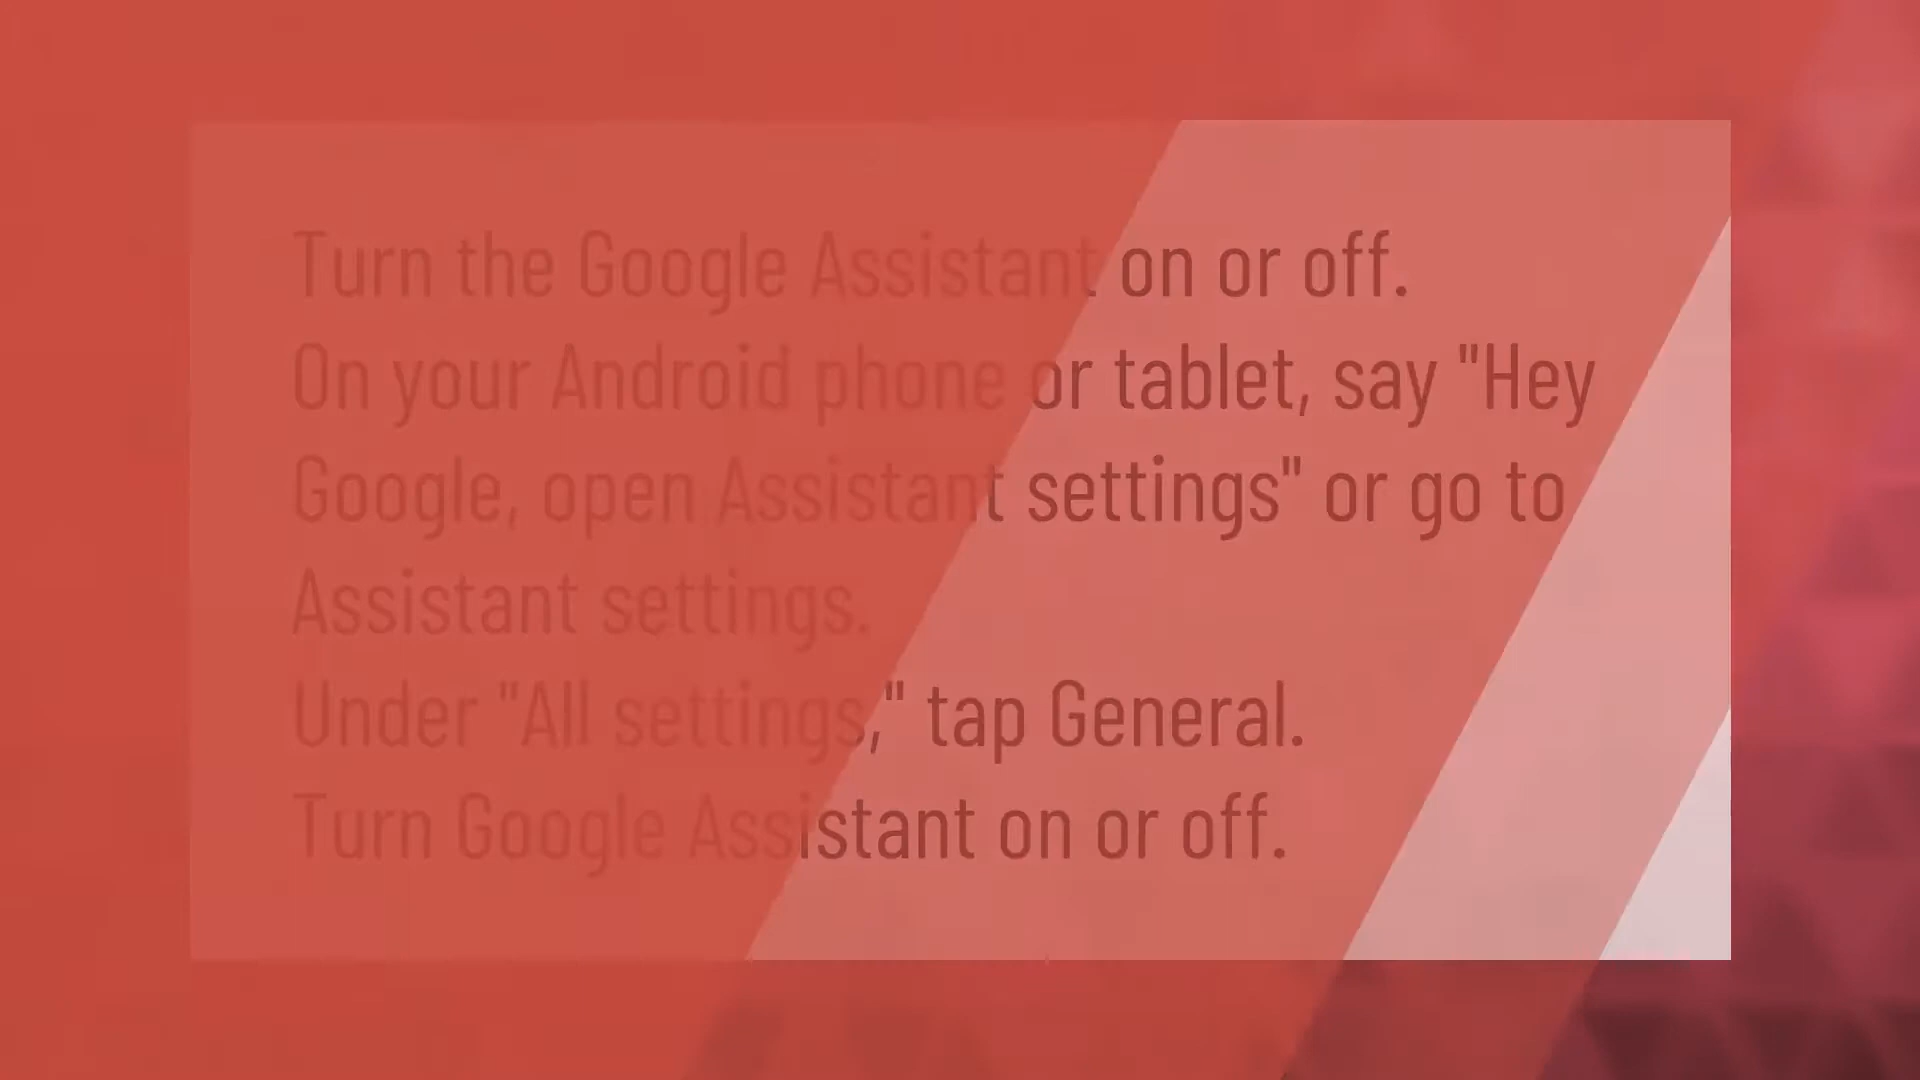 Turn the Google Assistant on or off.
On your Android phone or tablet, say "Hey
Google, open Assistant settings" or go to
Assistant settings.
Under "All settings," tap General.
Turn Google Assistant on or off.